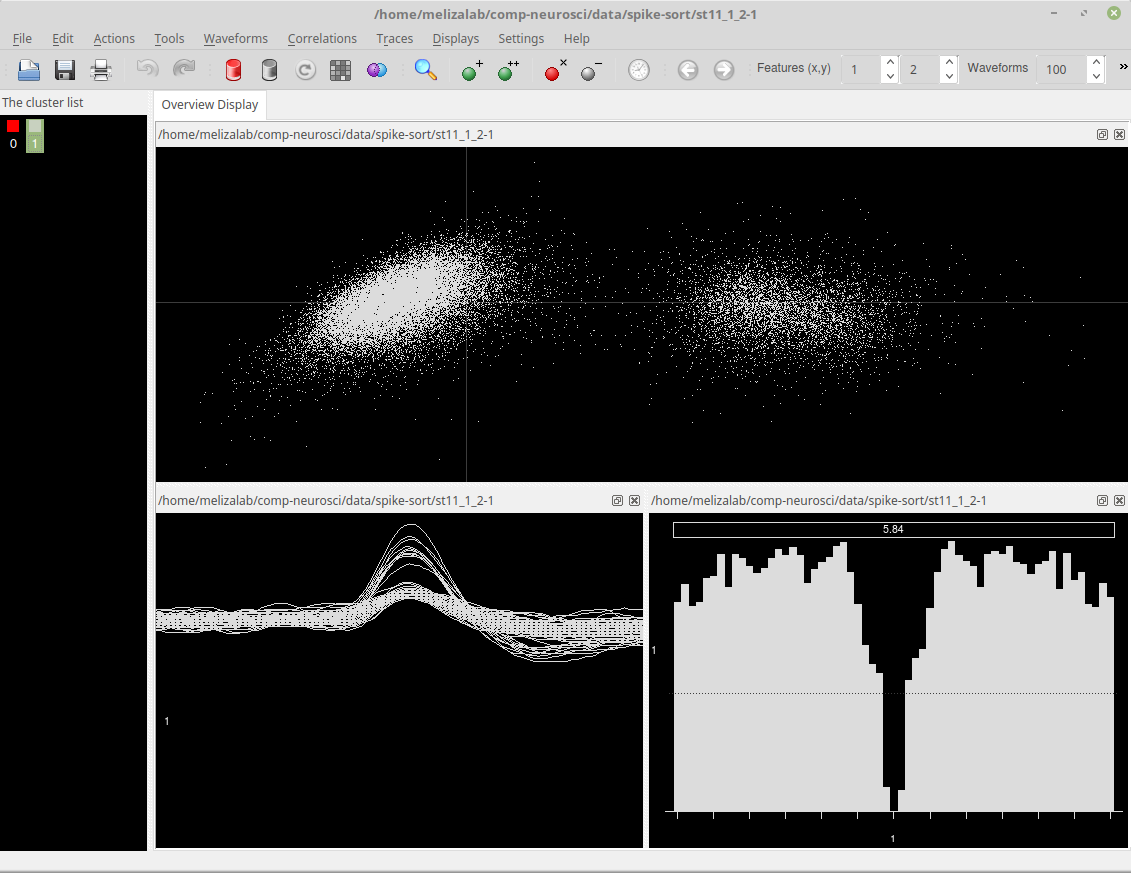 /home/melizalab/comp-neurosci/data/spike-sort/st11_1_2-1
File Edit Actions Tools Waveforms Correlations Traces Displays Settings Help
Features (x,y) 1 2 Waveforms 100 »
The cluster list
Overview Display
0 1
/home/melizalab/comp-neurosci/data/spike-sort/st11_1_2-1
/home/melizalab/comp-neurosci/data/spike-sort/st11_1_2-1
/home/melizalab/comp-neurosci/data/spike-sort/st11_1_2-1
5.84
1
1
1